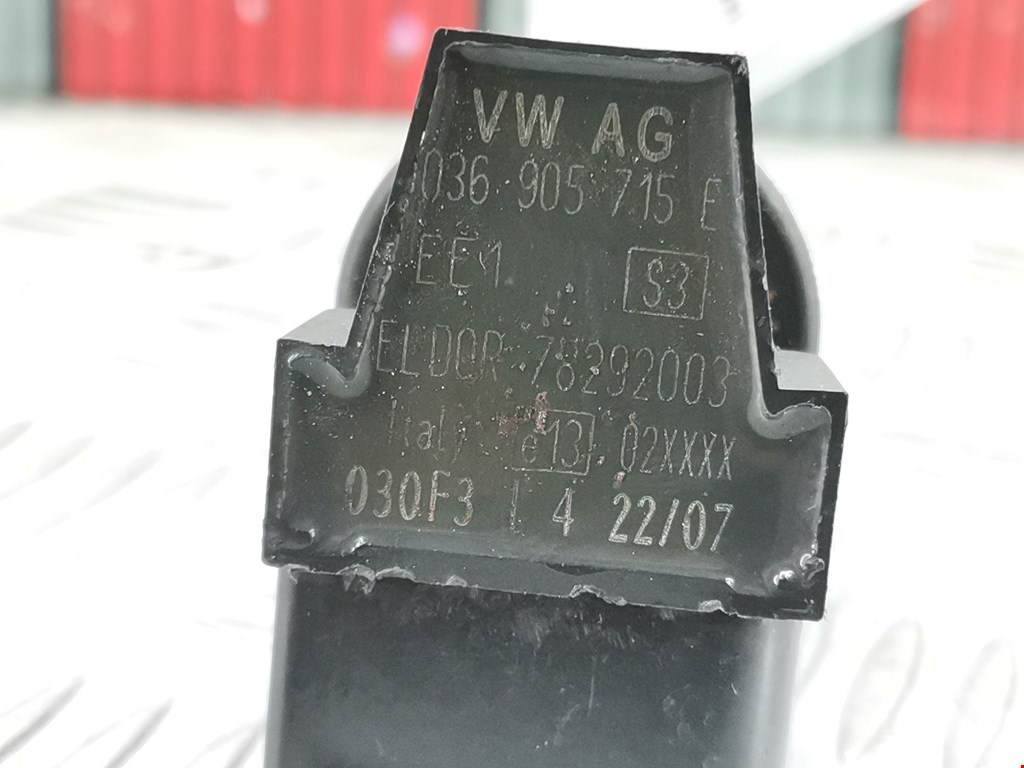 VW AG
036 905 715 E
EE1 S3
ELDOR 78292003
Italy e13 02XXXX
030F3 1 4 22/07